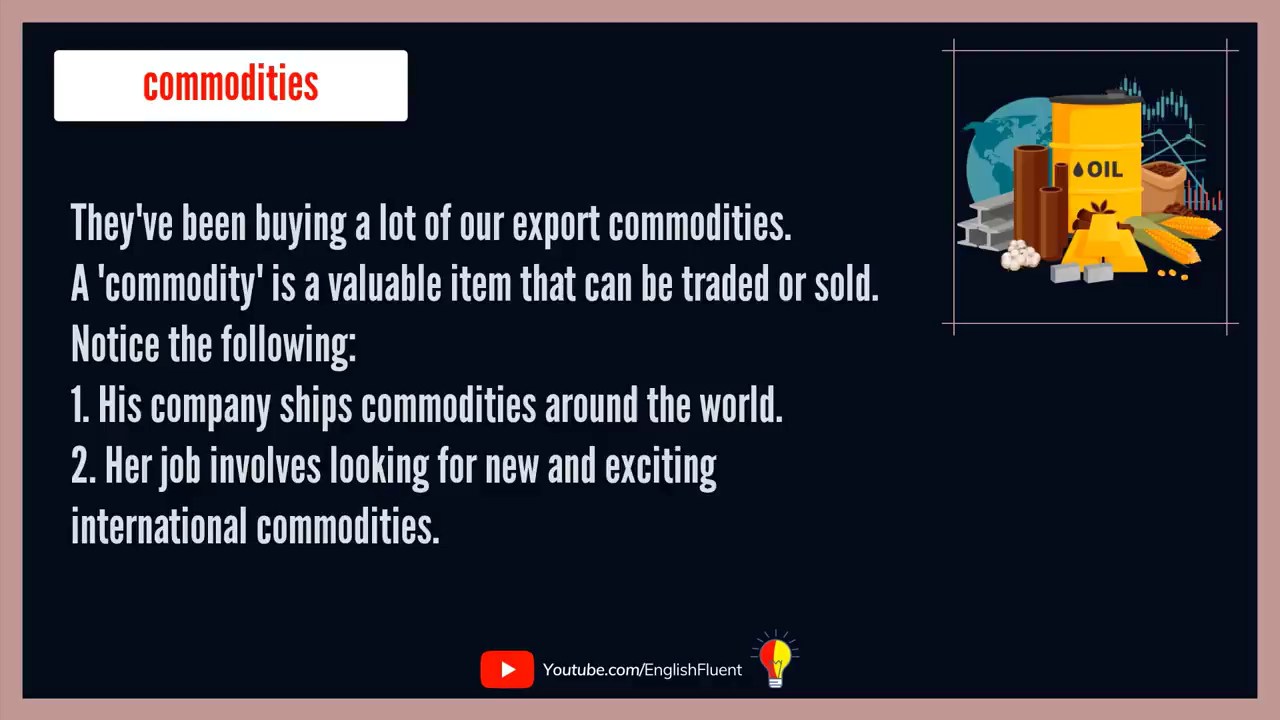 commodities
OIL
They've been buying a lot of our export commodities.
A 'commodity' is a valuable item that can be traded or sold.
Notice the following:
1. His company ships commodities around the world.
2. Her job involves looking for new and exciting
international commodities.
Youtube.com/EnglishFluent